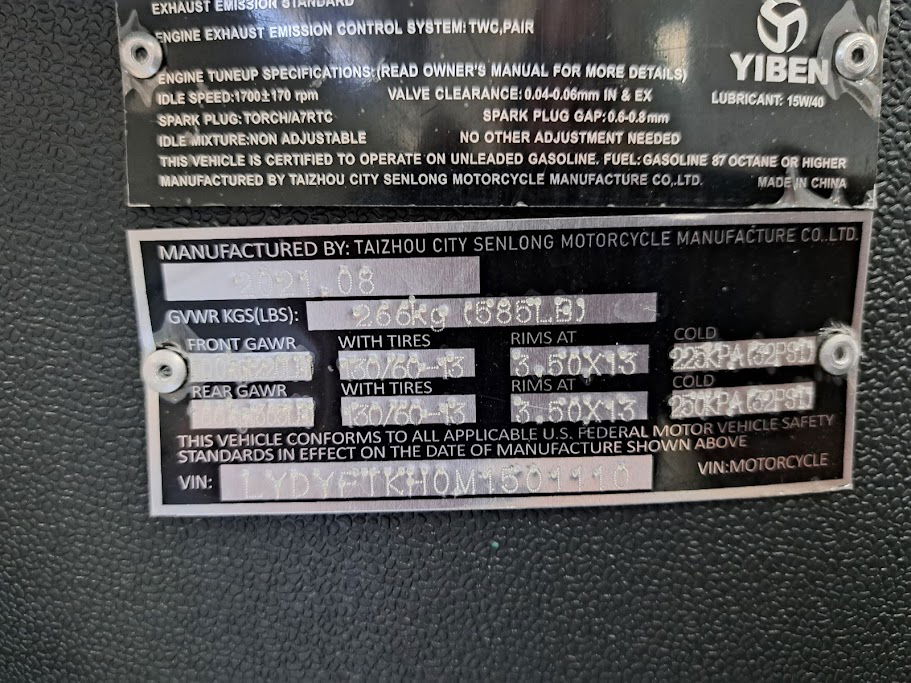 EXHAUST EMISSION STANDARD
ENGINE EXHAUST EMISSION CONTROL SYSTEM: TWC,PAIR
YIBEN
ENGINE TUNEUP SPECIFICATIONS:(READ OWNER'S MANUAL FOR MORE DETAILS)
IDLE SPEED:1700±170 rpm VALVE CLEARANCE: 0.04-0.06mm IN & EX LUBRICANT: 15W/40
SPARK PLUG: TORCH/A7RTC SPARK PLUG GAP: 0.6-0.8mm
IDLE MIXTURE:NON ADJUSTABLE NO OTHER ADJUSTMENT NEEDED
THIS VEHICLE IS CERTIFIED TO OPERATE ON UNLEADED GASOLINE. FUEL: GASOLINE 87 OCTANE OR HIGHER
MANUFACTURED BY TAIZHOU CITY SENLONG MOTORCYCLE MANUFACTURE CO,.LTD. MADE IN CHINA
MANUFACTURED BY: TAIZHOU CITY SENLONG MOTORCYCLE MANUFACTURE CO.,LTD.
2021.08
GVWR KGS(LBS): 266kg (585LB)
FRONT GAWR WITH TIRES RIMS AT COLD
130/60-13 3.50X13 225KPA(32PSI)
REAR GAWR WITH TIRES RIMS AT COLD
130/60-13 3.50X13 250KPA(32PSI)
THIS VEHICLE CONFORMS TO ALL APPLICABLE U.S. FEDERAL MOTOR VEHICLE SAFETY
STANDARDS IN EFFECT ON THE DATE OF MANUFACTURE SHOWN ABOVE
VIN: LYDYFTKH0M1501110 VIN:MOTORCYCLE